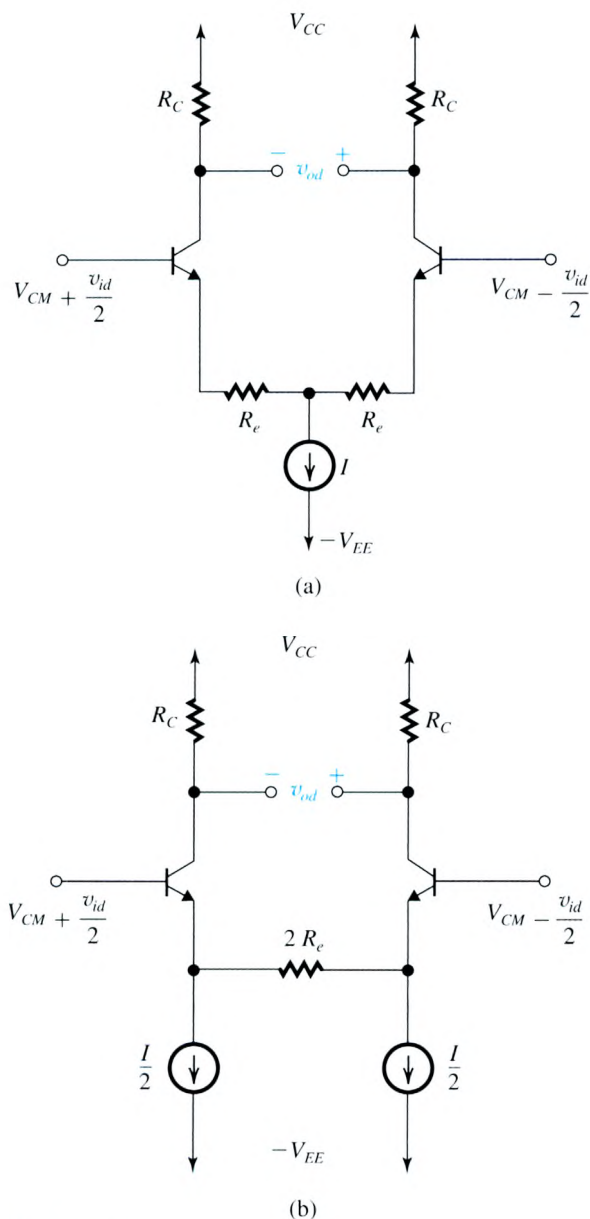 V_CC
R_C R_C
− v_od +
V_CM + v_id/2 V_CM − v_id/2
R_e R_e
I
−V_EE
(a)
V_CC
R_C R_C
− v_od +
V_CM + v_id/2 V_CM − v_id/2
2 R_e
I/2 I/2
−V_EE
(b)